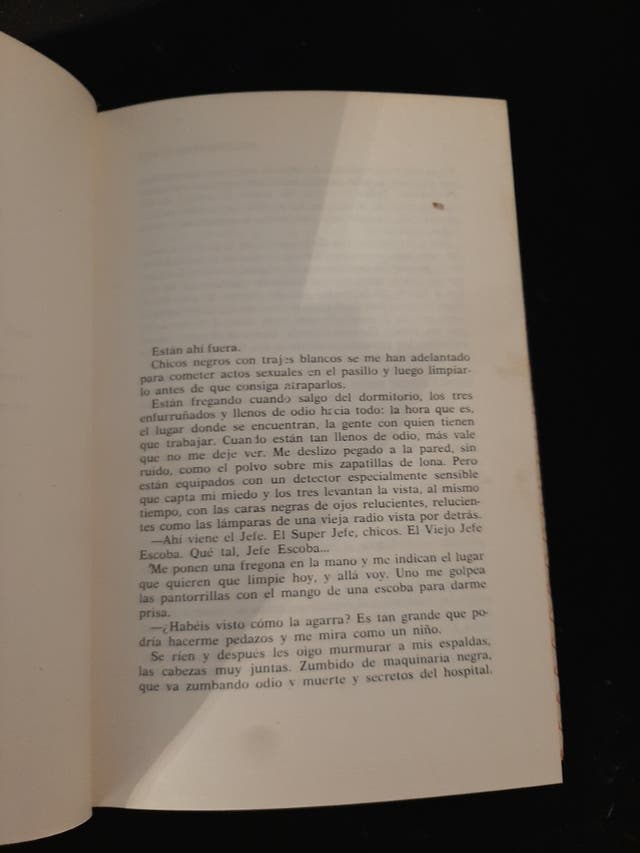 Están ahí fuera.
Chicos negros con trajes blancos se me han adelantado
para cometer actos sexuales en el pasillo y luego limpiar-
lo antes de que consiga atraparlos.
Están fregando cuando salgo del dormitorio, los tres
enfurruñados y llenos de odio hacia todo: la hora que es,
el lugar donde se encuentran, la gente con quien tienen
que trabajar. Cuando están tan llenos de odio, más vale
que no me deje ver. Me deslizo pegado a la pared, sin
ruido, como el polvo sobre mis zapatillas de lona. Pero
están equipados con un detector especialmente sensible
que capta mi miedo y los tres levantan la vista, al mismo
tiempo, con las caras negras de ojos relucientes, relucien-
tes como las lámparas de una vieja radio vista por detrás.
—Ahí viene el Jefe. El Super Jefe, chicos. El Viejo Jefe
Escoba. Qué tal, Jefe Escoba...
Me ponen una fregona en la mano y me indican el lugar
que quieren que limpie hoy, y allá voy. Uno me golpea
las pantorrillas con el mango de una escoba para darme
prisa.
—¿Habéis visto cómo la agarra? Es tan grande que po-
dría hacerme pedazos y me mira como un niño.
Se ríen y después les oigo murmurar a mis espaldas,
las cabezas muy juntas. Zumbido de maquinaria negra,
que va zumbando odio y muerte y secretos del hospital.